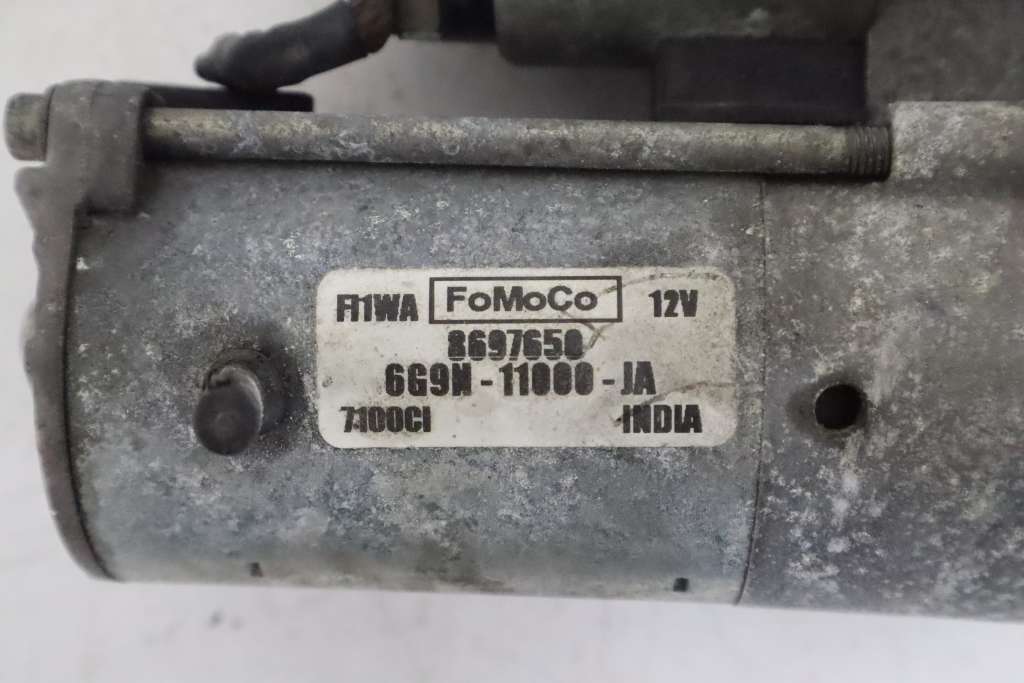 FI1WA FoMoCo 12V
8697650
6G9N-11000-JA
7100CI INDIA